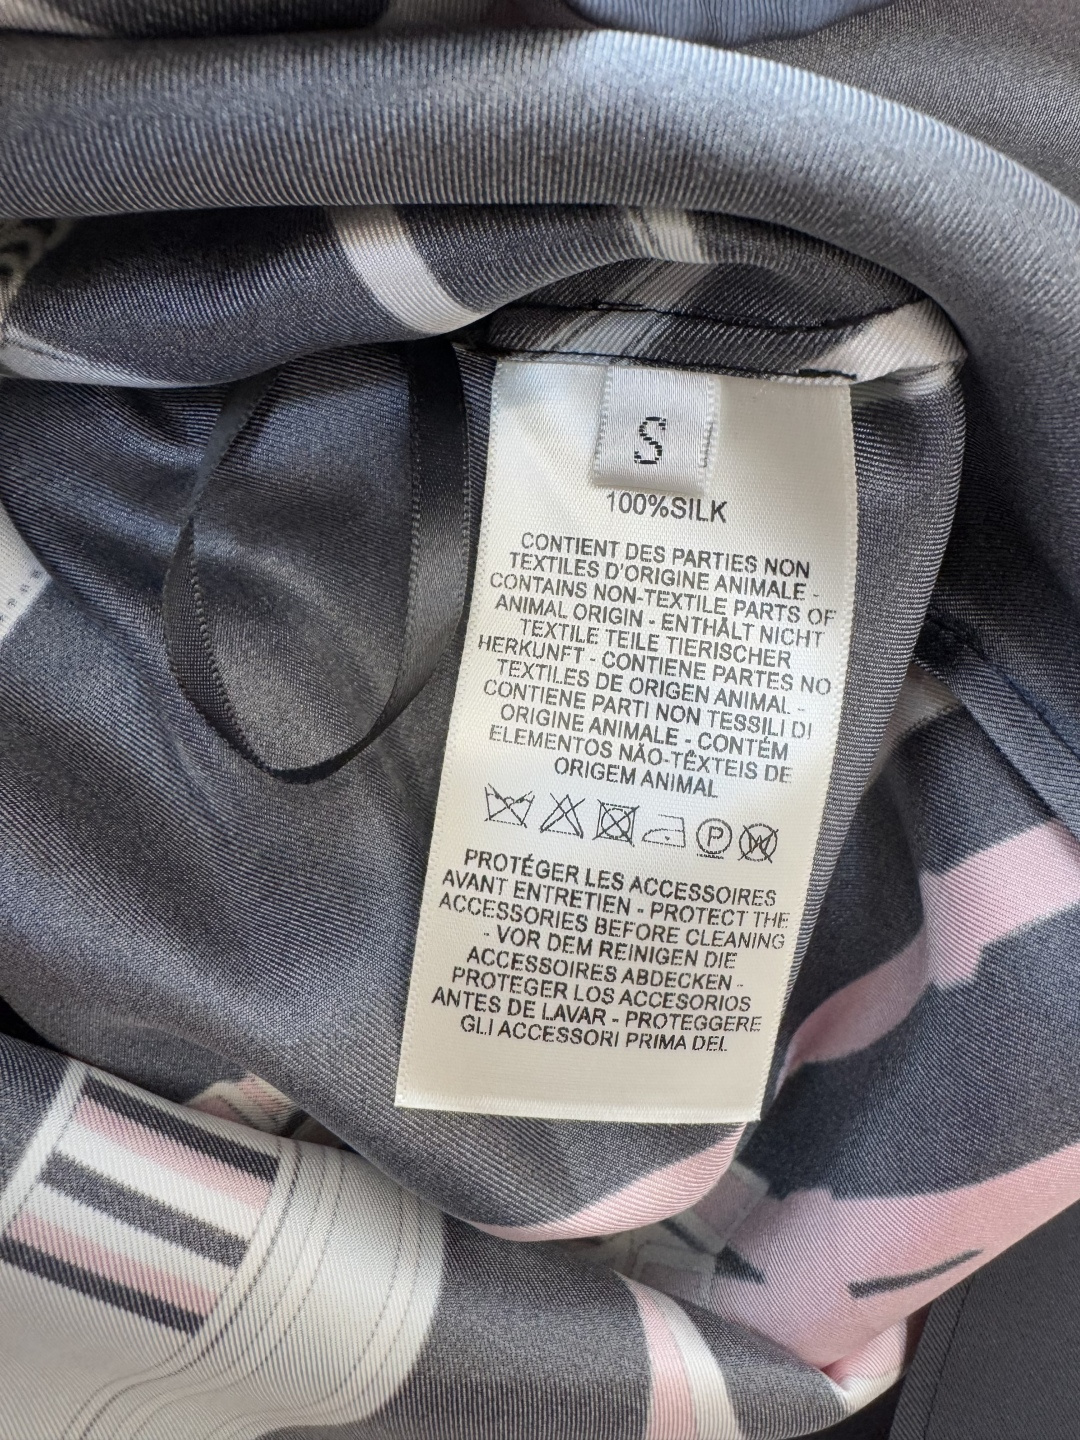 S
100%SILK
CONTIENT DES PARTIES NON
TEXTILES D'ORIGINE ANIMALE -
CONTAINS NON-TEXTILE PARTS OF
ANIMAL ORIGIN - ENTHÄLT NICHT
TEXTILE TEILE TIERISCHER
HERKUNFT - CONTIENE PARTES NO
TEXTILES DE ORIGEN ANIMAL -
CONTIENE PARTI NON TESSILI DI
ORIGINE ANIMALE - CONTÉM
ELEMENTOS NÃO-TÊXTEIS DE
ORIGEM ANIMAL
P W
PROTÉGER LES ACCESSOIRES
AVANT ENTRETIEN - PROTECT THE
ACCESSORIES BEFORE CLEANING
- VOR DEM REINIGEN DIE
ACCESSOIRES ABDECKEN -
PROTEGER LOS ACCESORIOS
ANTES DE LAVAR - PROTEGGERE
GLI ACCESSORI PRIMA DEL